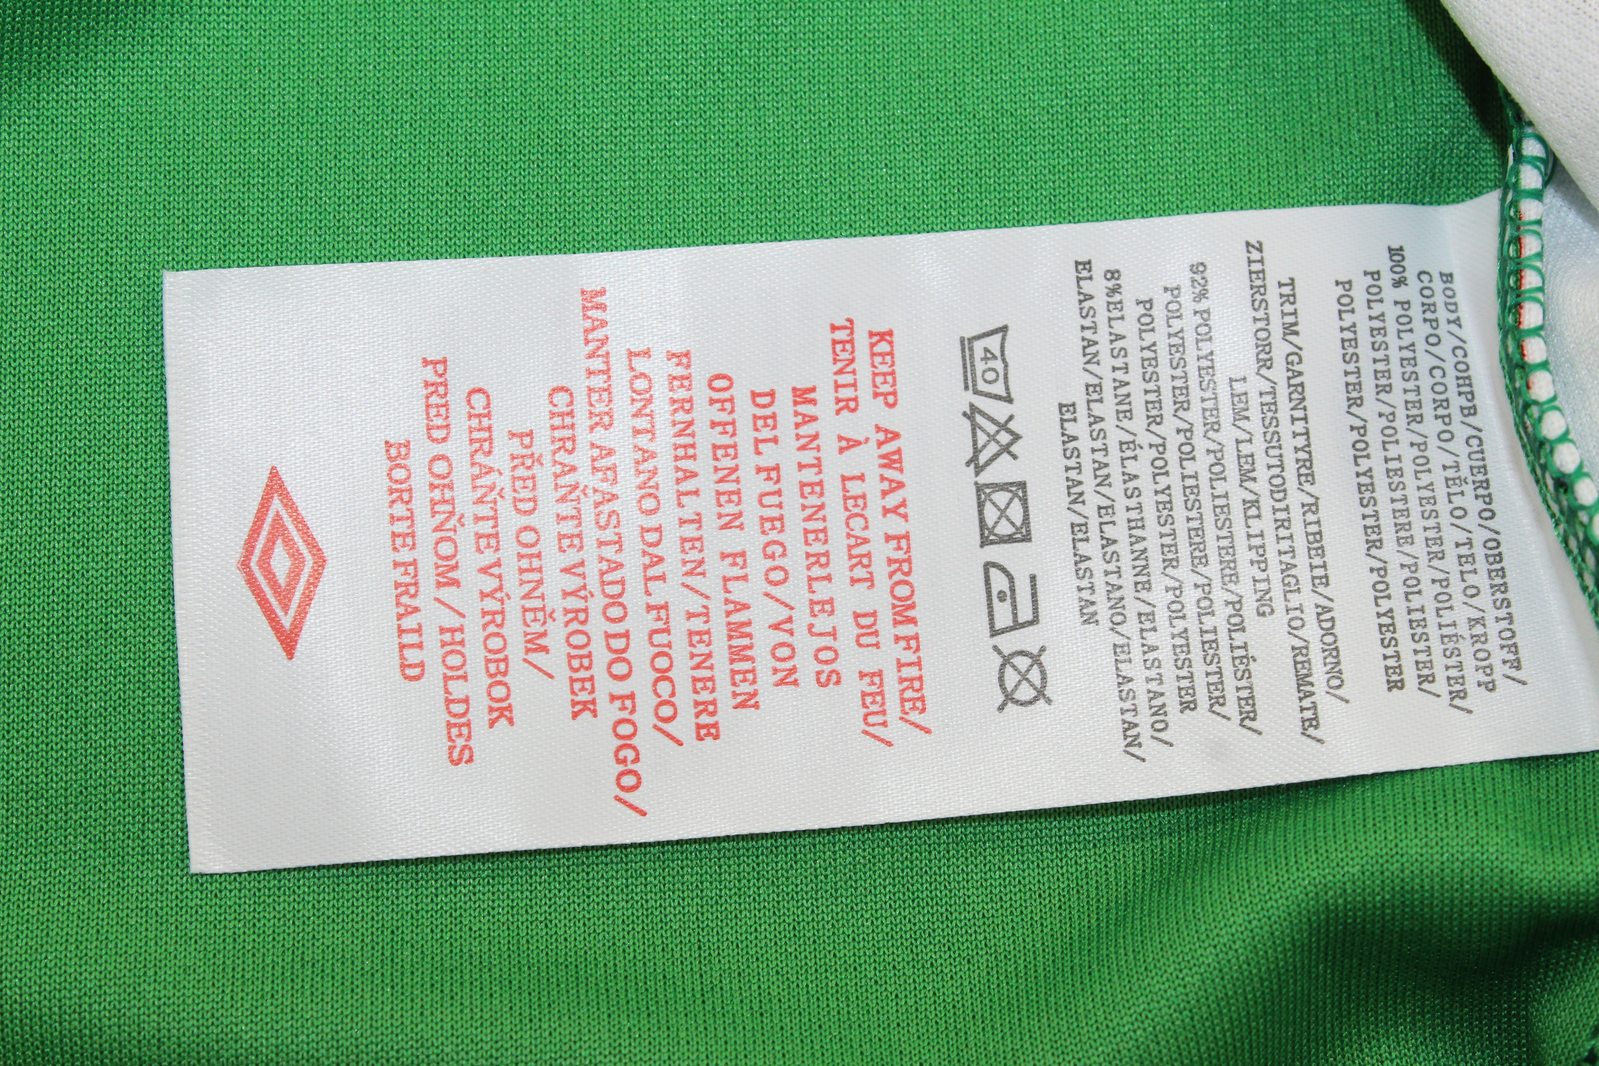 BODY/COHPB/CUERPO/OBERSTOFF/
CORPO/CORPO/TĚLO/TELO/KROPP
100% POLYESTER/POLYESTER/POLIÉSTER/
POLYESTER/POLIESTERE/POLIESTER/
POLYESTER/POLYESTER/POLYESTER
TRIM/GARNITYRE/RIBEIE/ADORNO/
ZIERSTORR/TESSUTODIRITAGLIO/REMATE/
LEM/LEM/KLIPPING
92% POLYESTER/POLIESTERE/POLIÉSTER/
POLYESTER/POLIESTERE/POLIESTER/
POLYESTER/POLYESTER/POLYESTER
8%ELASTANE/ÉLASTHANNE/ELASTANO/
ELASTAN/ELASTAN/ELASTANO/ELASTAN/
ELASTAN/ELASTAN
40
KEEP AWAY FROM FIRE/
TENIR À LECART DU FEU/
MANTENERLEJOS
DEL FUEGO/VON
OFFENEN FLAMMEN
FERNHALTEN/TENERE
LONTANO DAL FUOCO/
MANTER AFASTADO DO FOGO/
CHRAŇTE VÝROBEK
PŘED OHNĚM/
CHRÁŇTE VÝROBOK
PRED OHŇOM/HOLDES
BORTE FRAILD